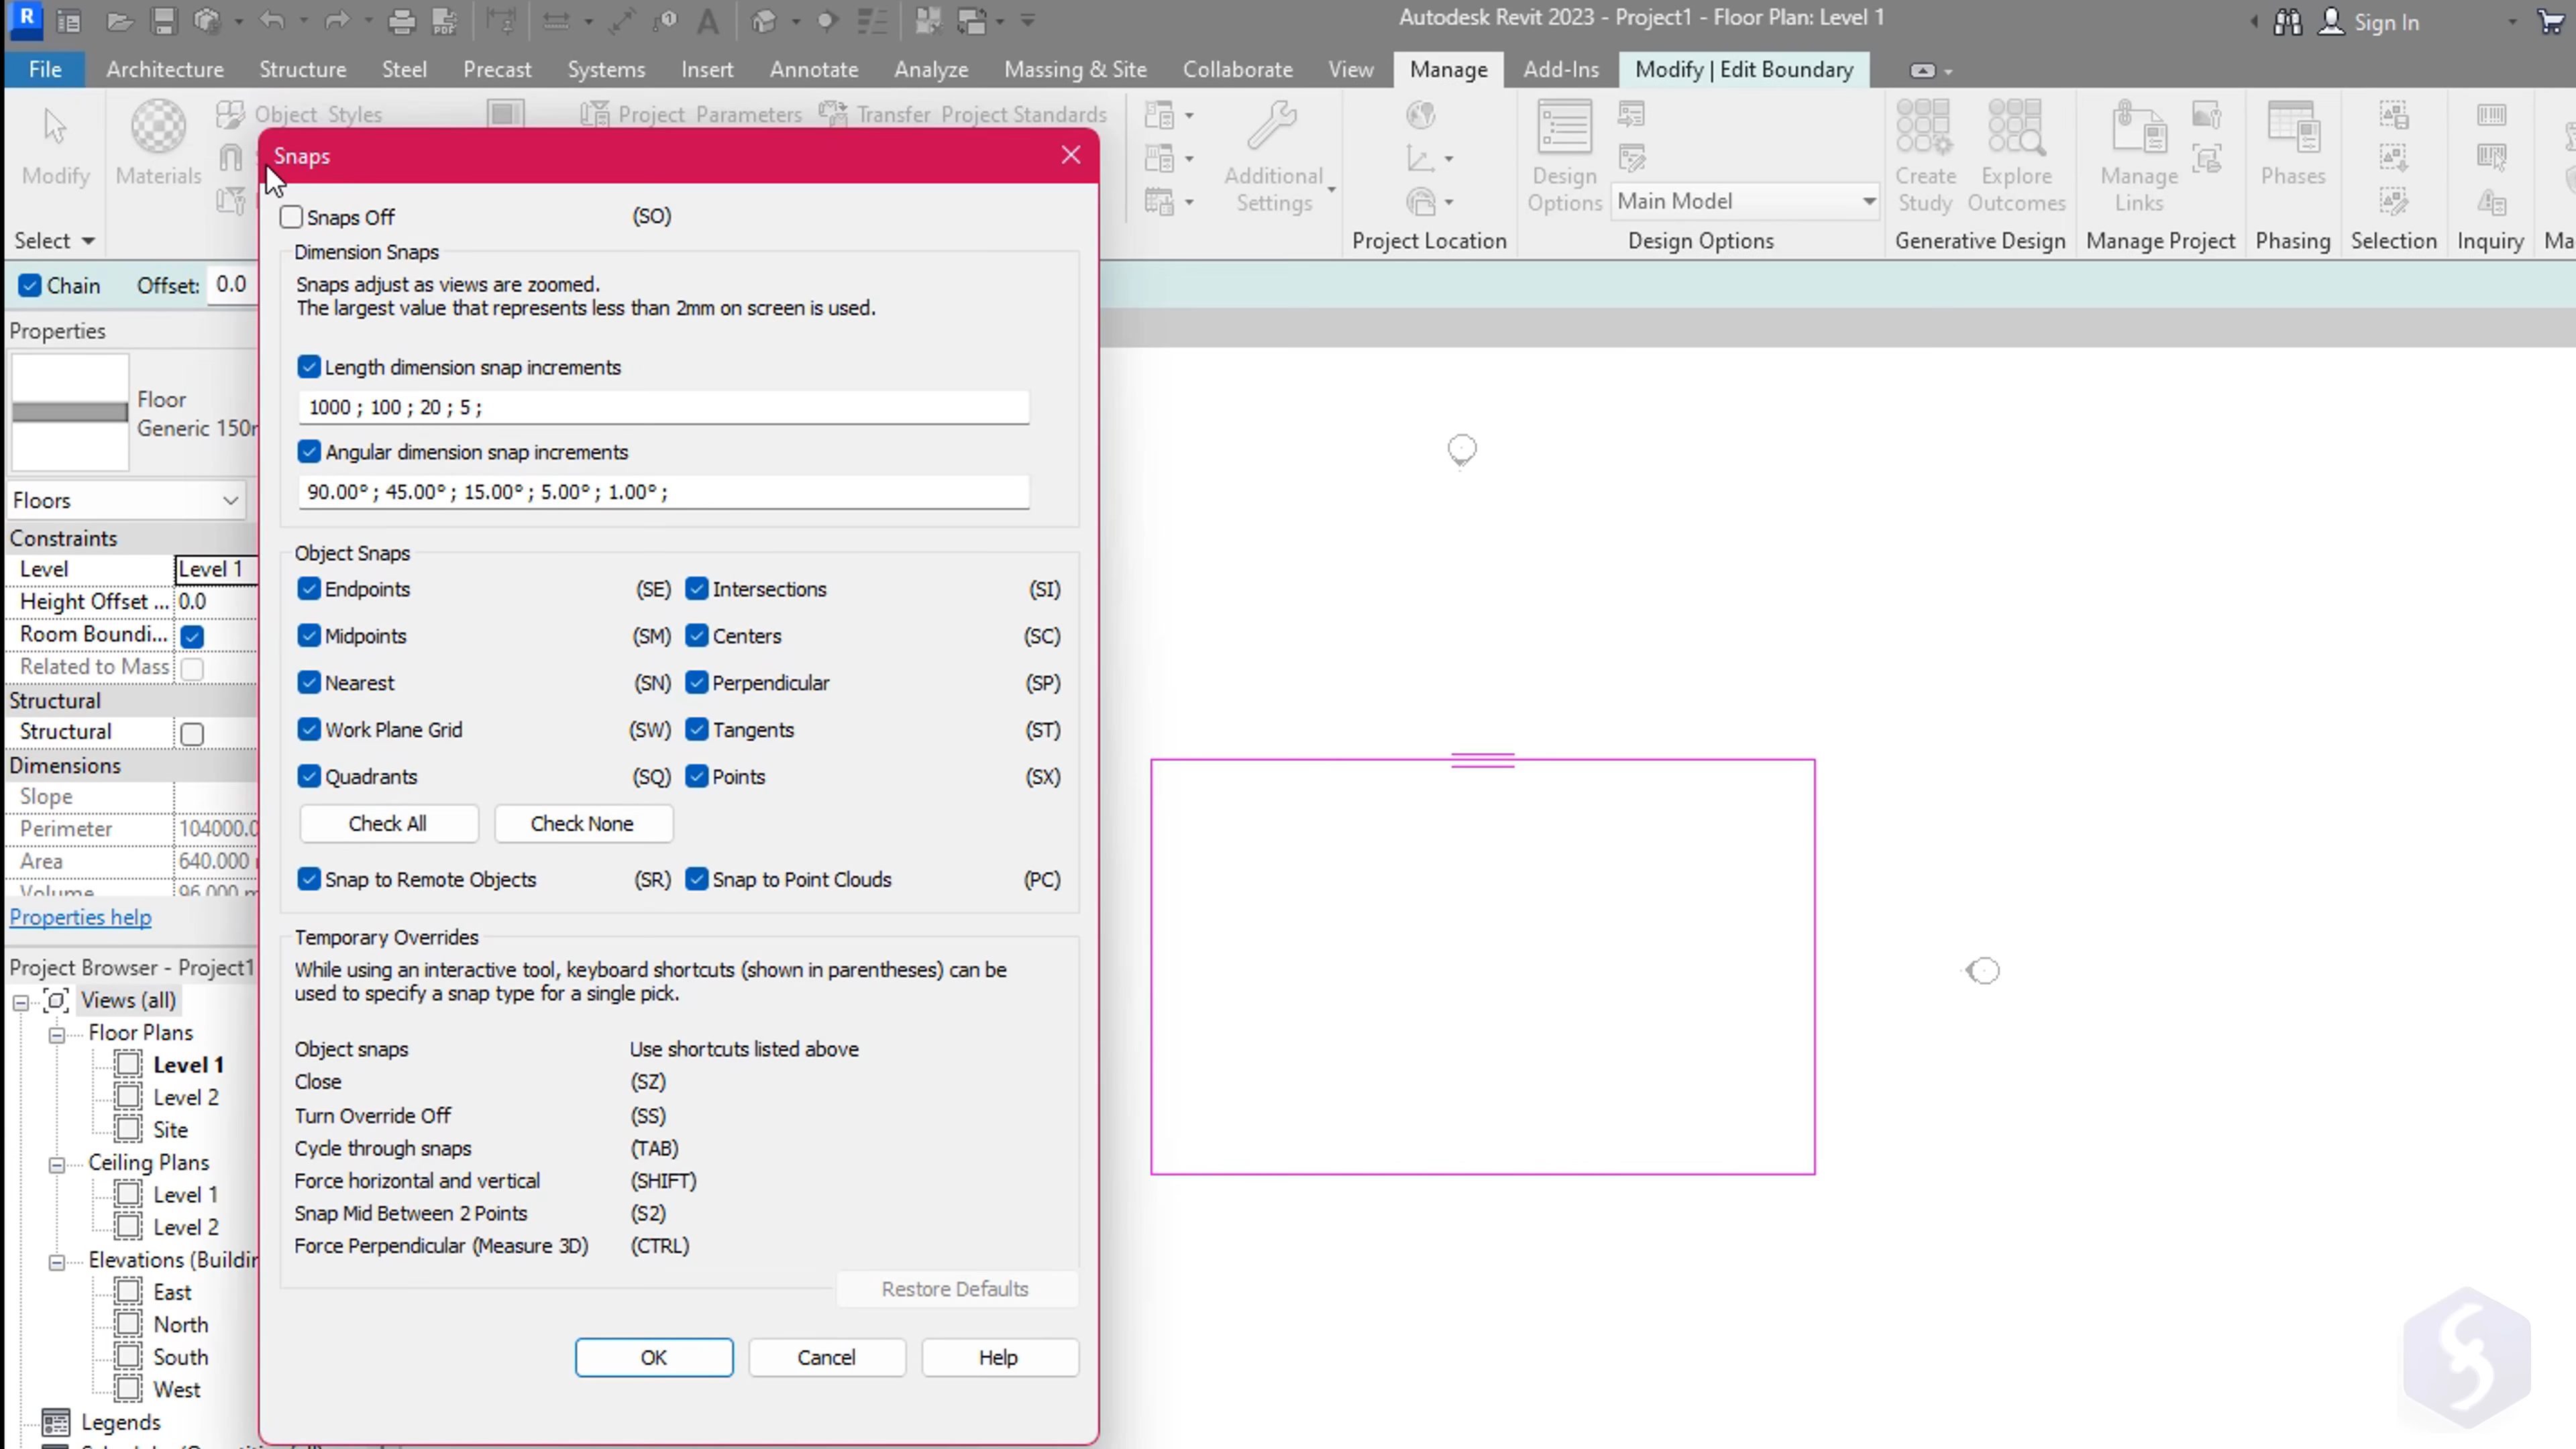 R
PDF
Autodesk Revit 2023 - Project1 - Floor Plan: Level 1
Sign In
File Architecture Structure Steel Precast Systems Insert Annotate Analyze Massing & Site Collaborate View Manage Add-Ins Modify | Edit Boundary
Modify
Materials
Object Styles
Project Parameters
Transfer Project Standards
Additional Settings
Design Options
Main Model
Create Study
Explore Outcomes
Manage Links
Phases
Select
Project Location
Design Options
Generative Design
Manage Project
Phasing
Selection
Inquiry
Ma
Chain Offset: 0.0
Snaps
Snaps Off (SO)
Dimension Snaps
Snaps adjust as views are zoomed.
The largest value that represents less than 2mm on screen is used.
Length dimension snap increments
1000 ; 100 ; 20 ; 5 ;
Angular dimension snap increments
90.00° ; 45.00° ; 15.00° ; 5.00° ; 1.00° ;
Object Snaps
Endpoints (SE) Intersections (SI)
Midpoints (SM) Centers (SC)
Nearest (SN) Perpendicular (SP)
Work Plane Grid (SW) Tangents (ST)
Quadrants (SQ) Points (SX)
Check All Check None
Snap to Remote Objects (SR) Snap to Point Clouds (PC)
Temporary Overrides
While using an interactive tool, keyboard shortcuts (shown in parentheses) can be
used to specify a snap type for a single pick.
Object snaps Use shortcuts listed above
Close (SZ)
Turn Override Off (SS)
Cycle through snaps (TAB)
Force horizontal and vertical (SHIFT)
Snap Mid Between 2 Points (S2)
Force Perpendicular (Measure 3D) (CTRL)
Restore Defaults
OK Cancel Help
Properties
Floor
Generic 150
Floors
Constraints
Level Level 1
Height Offset ... 0.0
Room Boundi...
Related to Mass
Structural
Structural
Dimensions
Slope
Perimeter 104000.0
Area 640.000
Volume 96.000 m
Properties help
Project Browser - Project1
Views (all)
Floor Plans
Level 1
Level 2
Site
Ceiling Plans
Level 1
Level 2
Elevations (Buildin
East
North
South
West
Legends